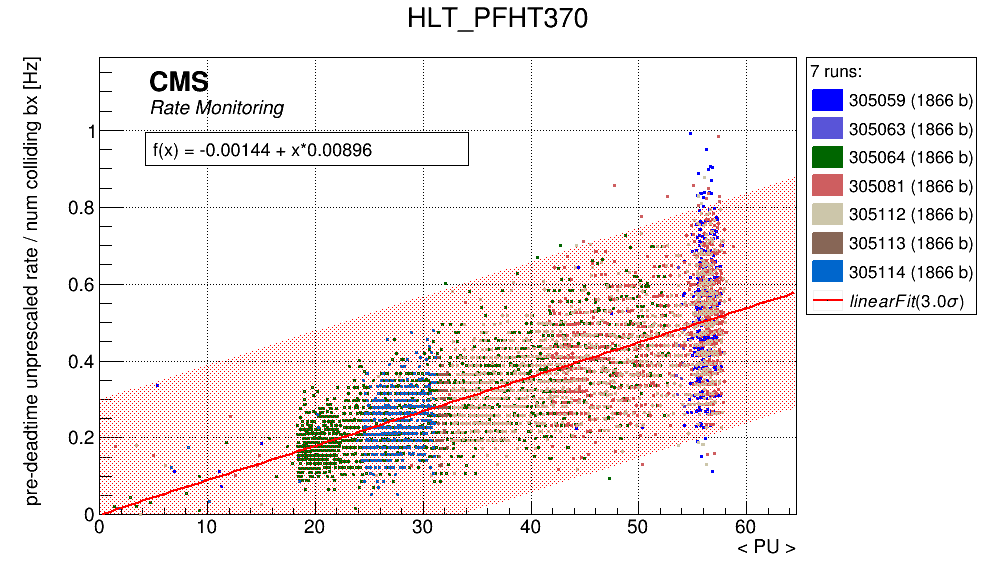 HLT_PFHT370
pre-deadtime unprescaled rate / num colliding bx [Hz]
CMS
Rate Monitoring
f(x) = -0.00144 + x*0.00896
1
0.8
0.6
0.4
0.2
0
0 10 20 30 40 50 60
< PU >
7 runs:
305059 (1866 b)
305063 (1866 b)
305064 (1866 b)
305081 (1866 b)
305112 (1866 b)
305113 (1866 b)
305114 (1866 b)
linearFit(3.0σ)